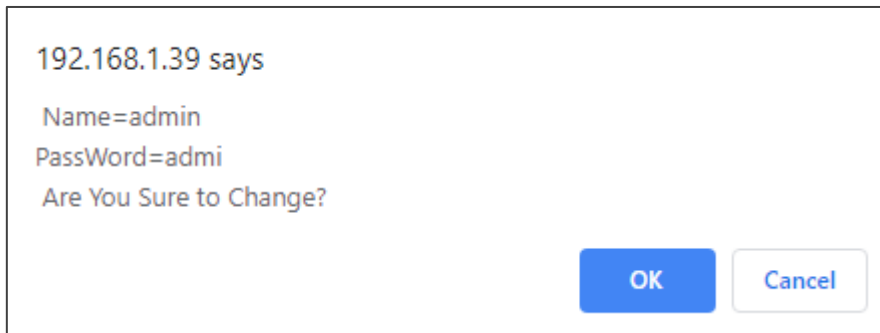 192.168.1.39 says
Name=admin
PassWord=admi
Are You Sure to Change?
OK
Cancel